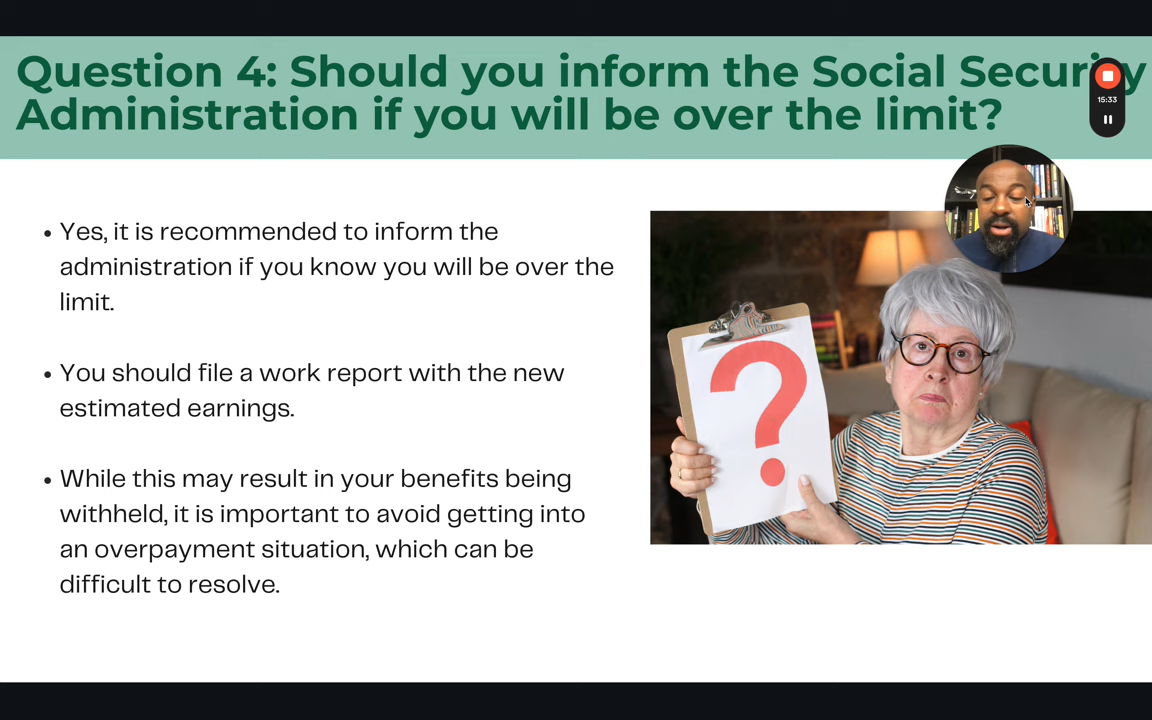 Question 4: Should you inform the Social Security
Administration if you will be over the limit?
15:33
• Yes, it is recommended to inform the
administration if you know you will be over the
limit.
• You should file a work report with the new
estimated earnings.
• While this may result in your benefits being
withheld, it is important to avoid getting into
an overpayment situation, which can be
difficult to resolve.
?